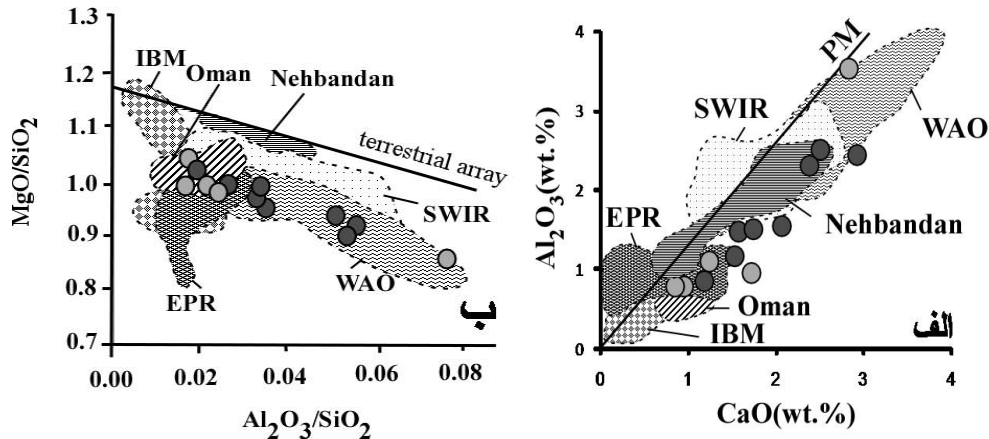 1.3
1.2
1.10
1.0
0.9
0.8
0.7
MgO/SiO2
0.00
0.02
0.04
0.06
0.08
Al2O3/SiO2
IBM
Oman
Nehbandan
terrestrial array
SWIR
WAO
EPR
ب
4
3
2
1
0
Al2O3(wt.%)
0
1
2
3
4
CaO(wt.%)
PM
SWIR
WAO
EPR
Nehbandan
Oman
IBM
الف